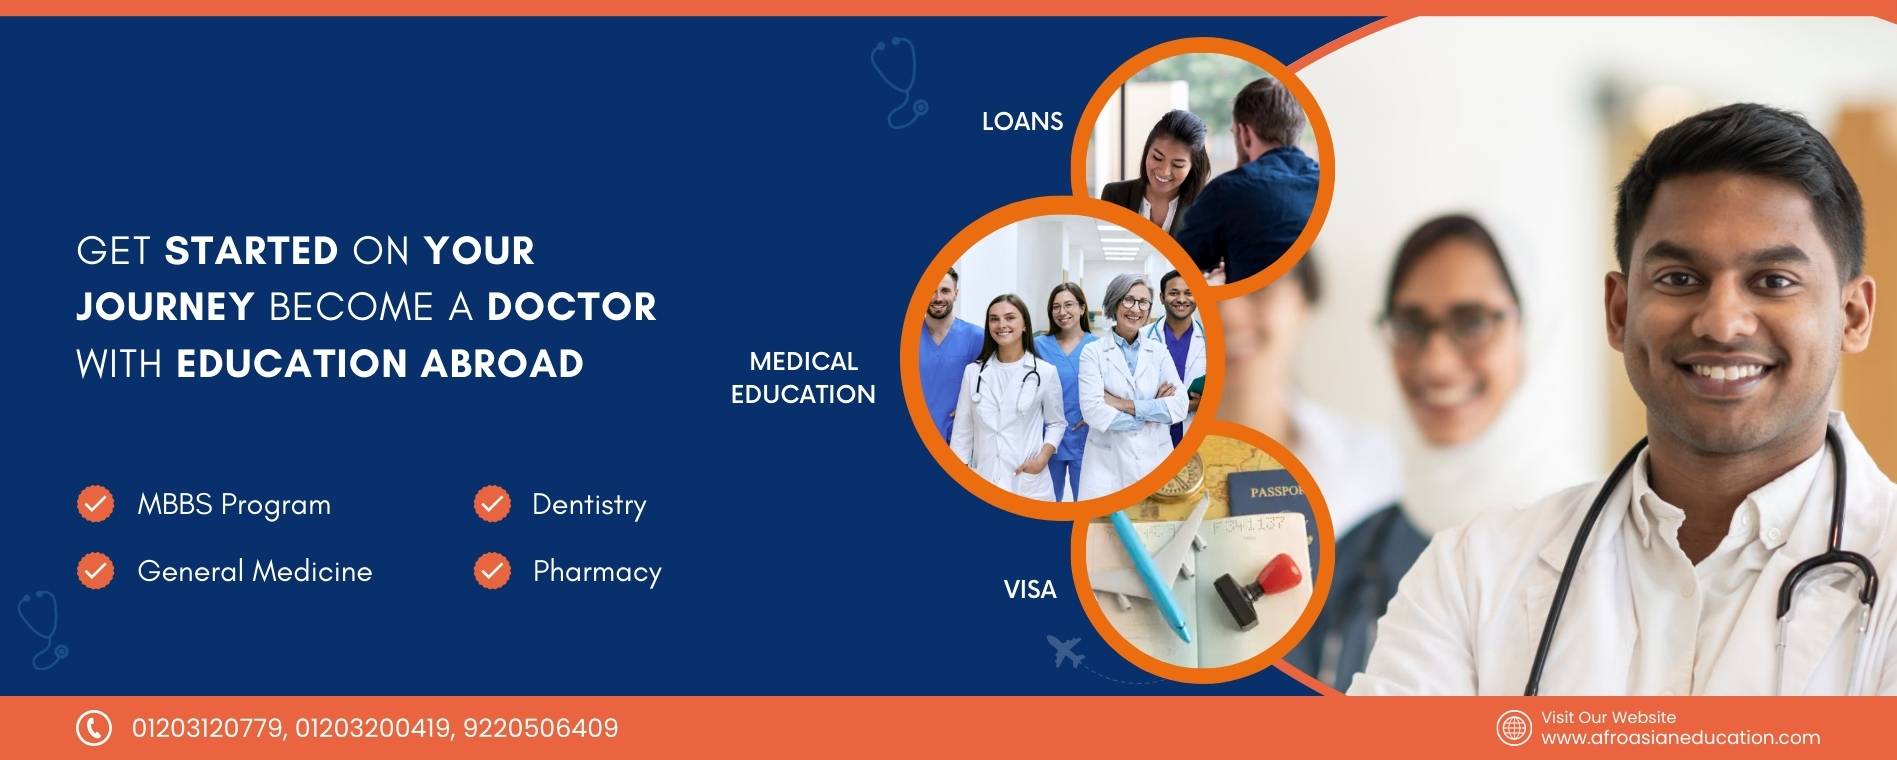 LOANS
GET STARTED ON YOUR
JOURNEY BECOME A DOCTOR
WITH EDUCATION ABROAD
MEDICAL
EDUCATION
MBBS Program
Dentistry
General Medicine
Pharmacy
VISA
01203120779, 01203200419, 9220506409
Visit Our Website
www.afroasianeducation.com